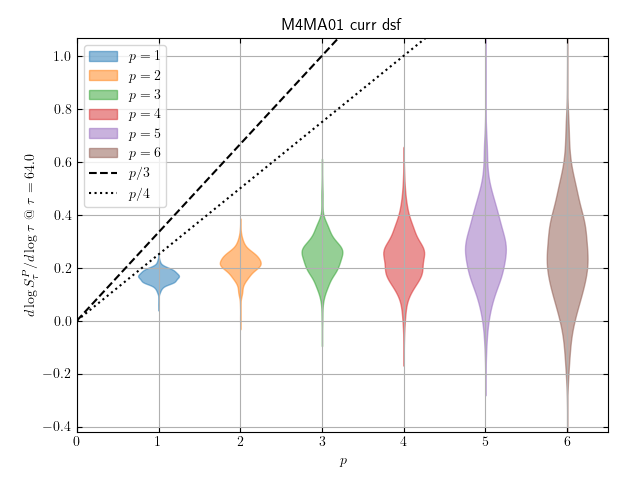 M4MA01 curr dsf
p = 1
p = 2
p = 3
p = 4
p = 5
p = 6
p/3
p/4
1.0
0.8
0.6
0.4
0.2
0.0
−0.2
−0.4
0 1 2 3 4 5 6
p
d log S_τ^P / d log τ @ τ = 64.0